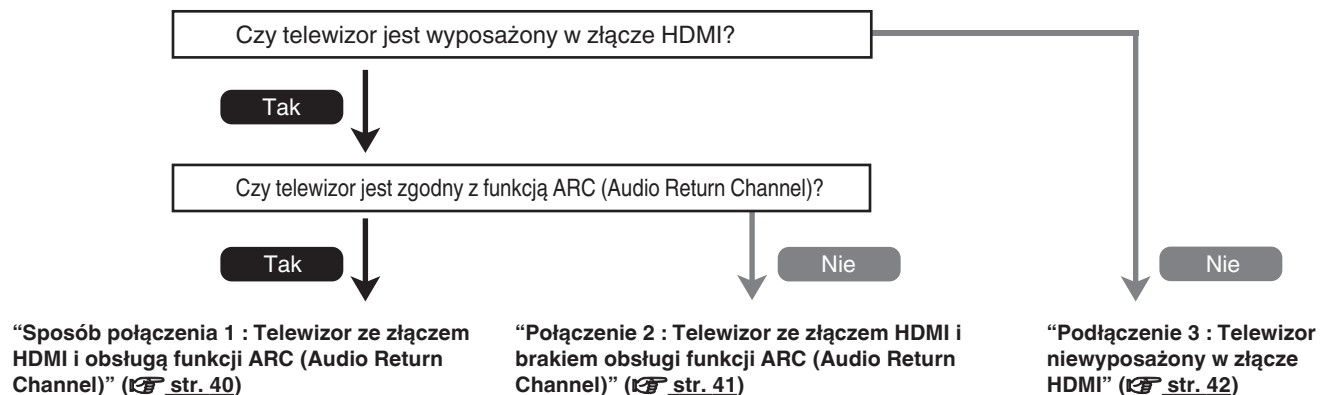 Czy telewizor jest wyposażony w złącze HDMI?
Tak
Czy telewizor jest zgodny z funkcją ARC (Audio Return Channel)?
Tak
Nie
Nie
“Sposób połączenia 1 : Telewizor ze złączem
HDMI i obsługą funkcji ARC (Audio Return
Channel)” (☞ str. 40)
“Połączenie 2 : Telewizor ze złączem HDMI i
brakiem obsługi funkcji ARC (Audio Return
Channel)” (☞ str. 41)
“Podłączenie 3 : Telewizor
niewyposażony w złącze
HDMI” (☞ str. 42)